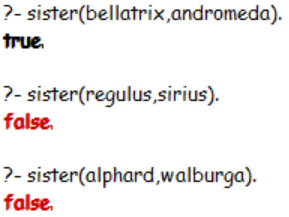 ?- sister(bellatrix,andromeda).
true.
?- sister(regulus,sirius).
false.
?- sister(alphard,walburga).
false.